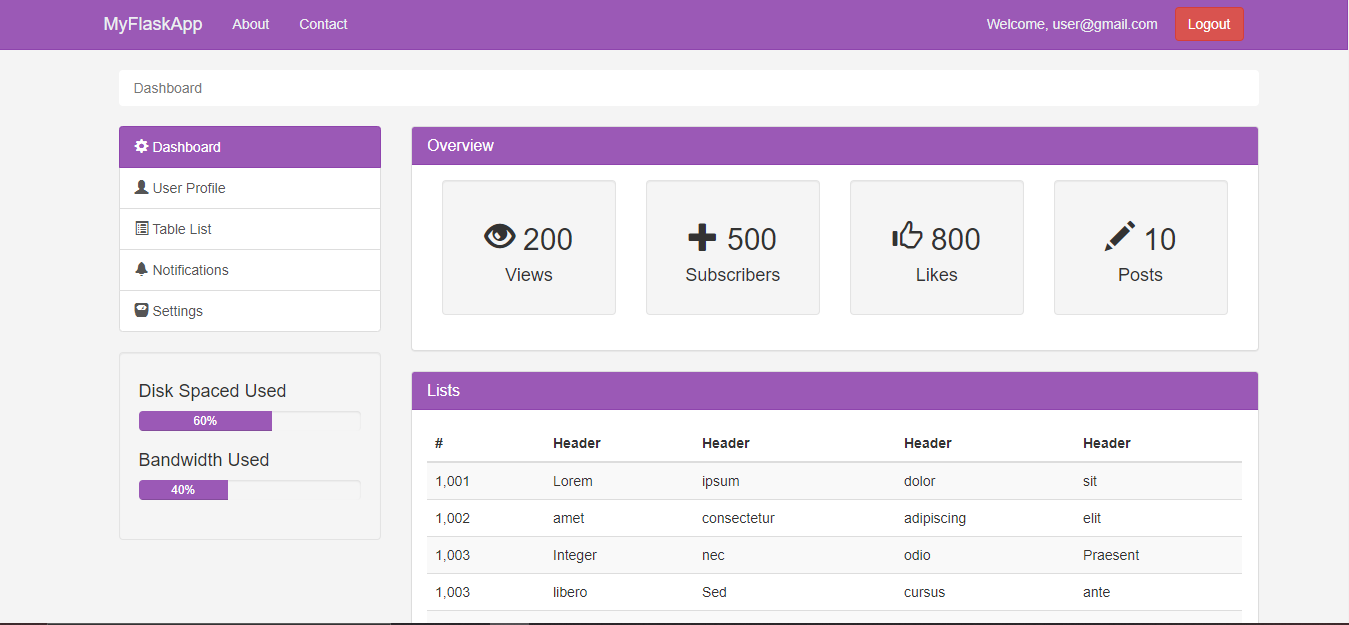 MyFlaskApp About Contact Welcome, user@gmail.com Logout
Dashboard
Dashboard
User Profile
Table List
Notifications
Settings
Disk Spaced Used
60%
Bandwidth Used
40%
Overview
200 500 800 10
Views Subscribers Likes Posts
Lists
# Header Header Header Header
1,001 Lorem ipsum dolor sit
1,002 amet consectetur adipiscing elit
1,003 Integer nec odio Praesent
1,003 libero Sed cursus ante